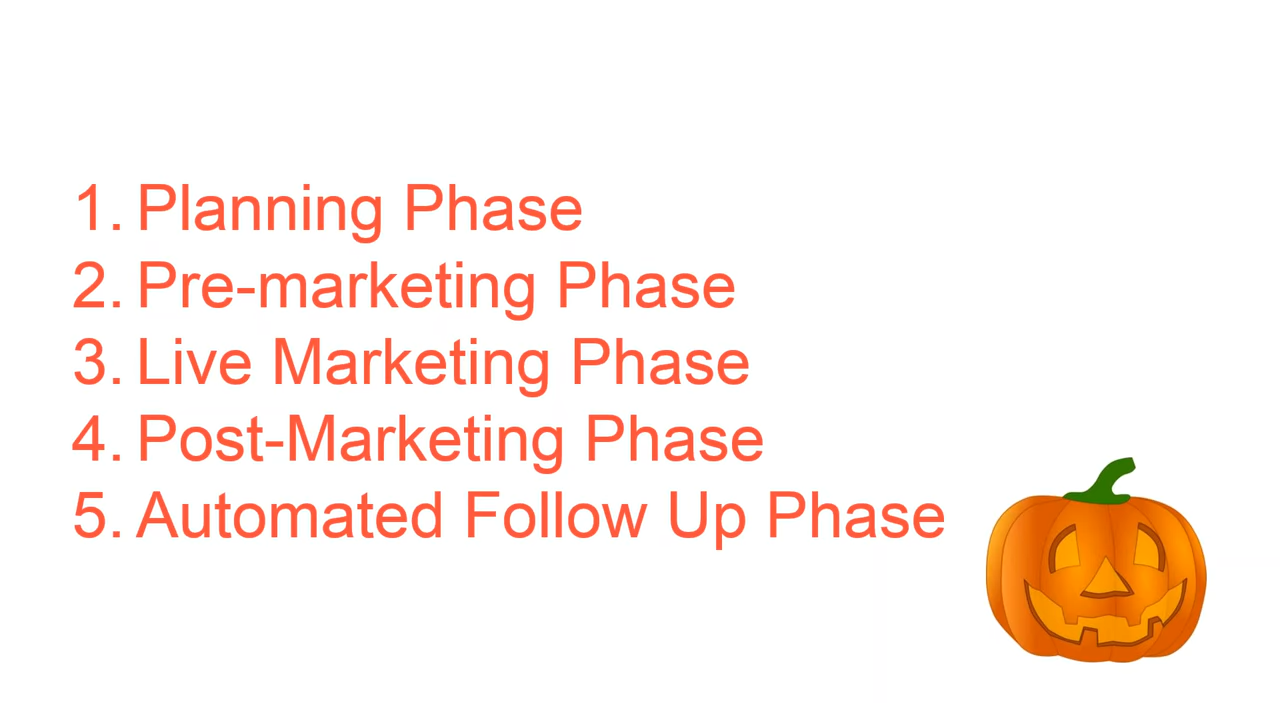 1. Planning Phase
2. Pre-marketing Phase
3. Live Marketing Phase
4. Post-Marketing Phase
5. Automated Follow Up Phase